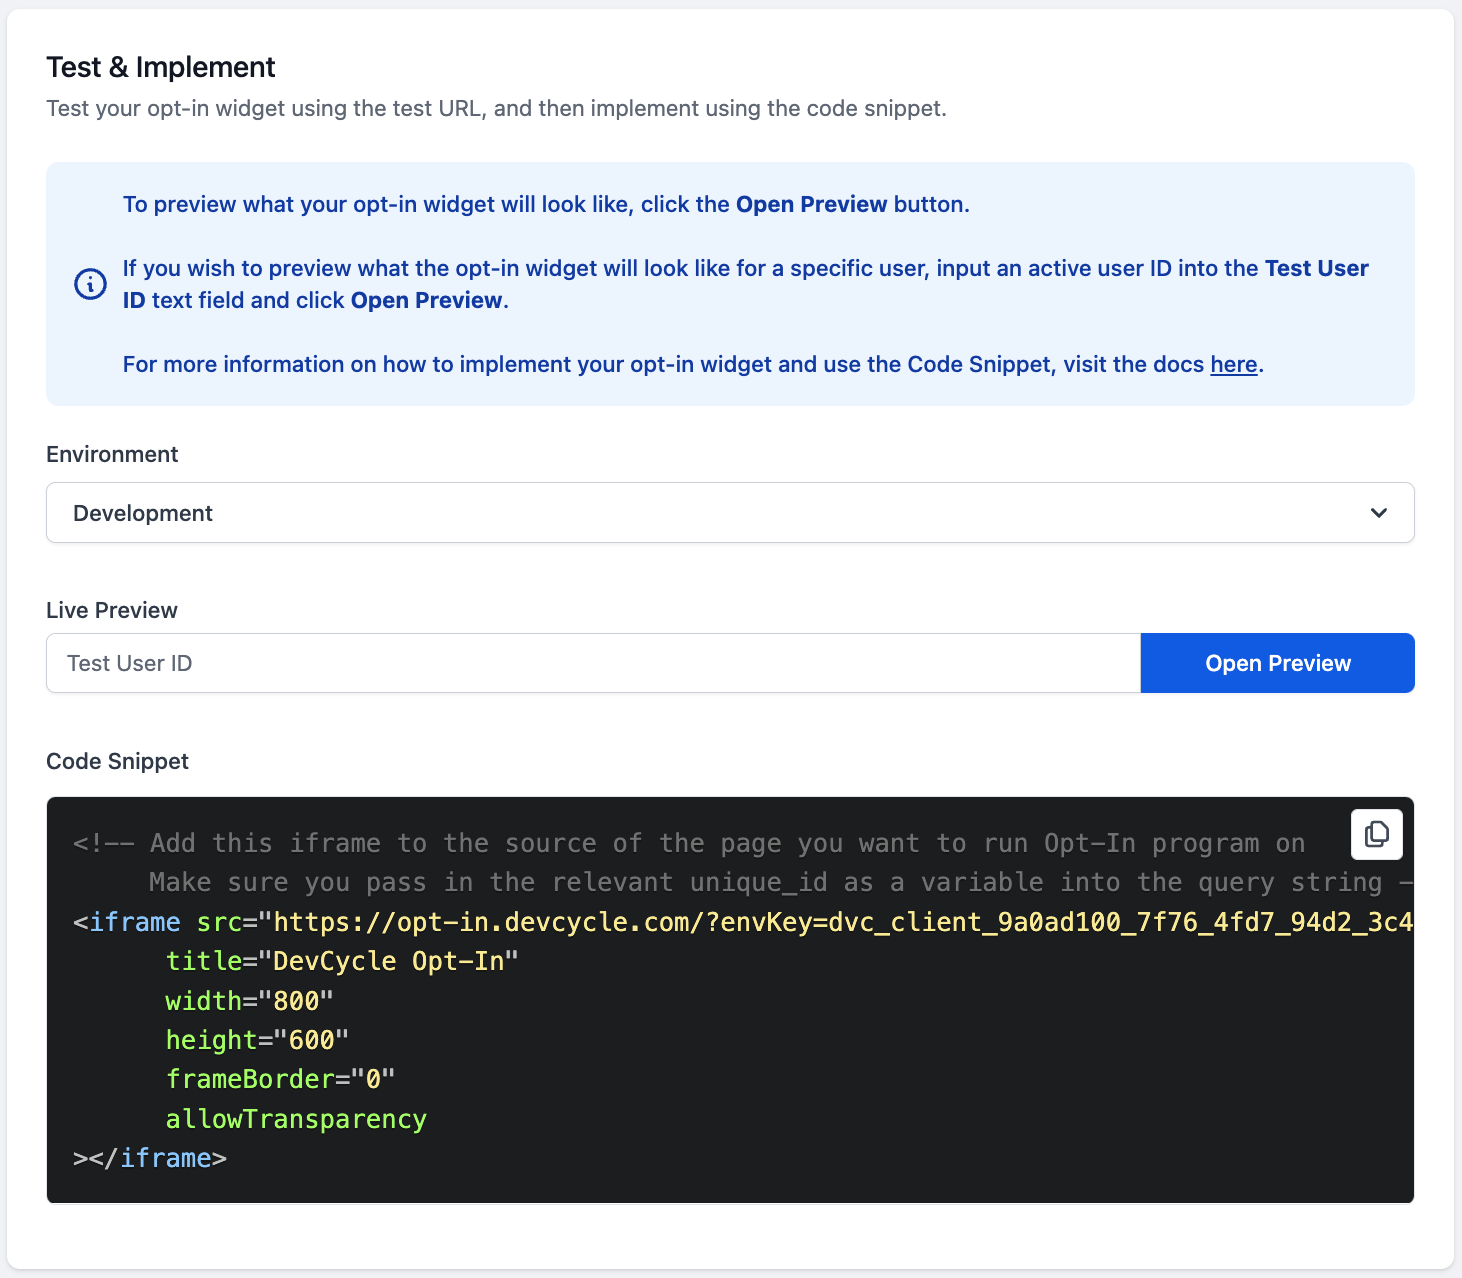 Test & Implement
Test your opt-in widget using the test URL, and then implement using the code snippet.
To preview what your opt-in widget will look like, click the Open Preview button.
If you wish to preview what the opt-in widget will look like for a specific user, input an active user ID into the Test User
ID text field and click Open Preview.
For more information on how to implement your opt-in widget and use the Code Snippet, visit the docs here.
Environment
Development
Live Preview
Test User ID
Open Preview
Code Snippet
<!-- Add this iframe to the source of the page you want to run Opt-In program on
Make sure you pass in the relevant unique_id as a variable into the query string -
<iframe src="https://opt-in.devcycle.com/?envKey=dvc_client_9a0ad100_7f76_4fd7_94d2_3c4
title="DevCycle Opt-In"
width="800"
height="600"
frameBorder="0"
allowTransparency
></iframe>